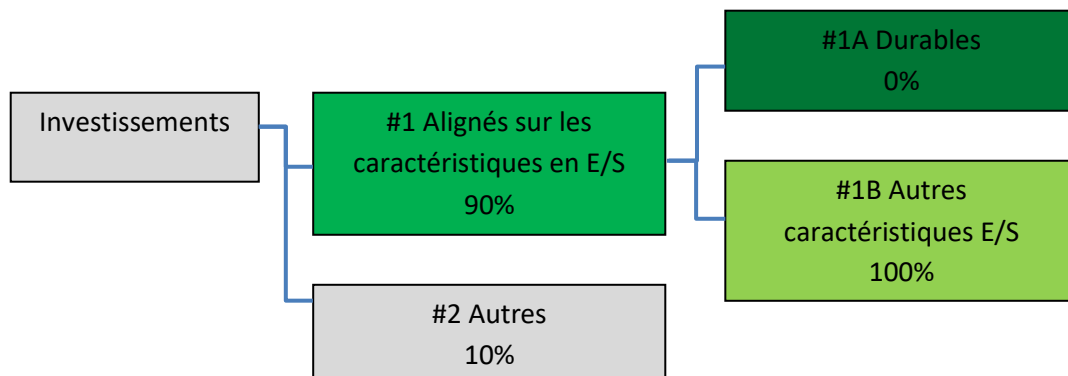 Investissements
#1 Alignés sur les
caractéristiques en E/S
90%
#2 Autres
10%
#1A Durables
0%
#1B Autres
caractéristiques E/S
100%